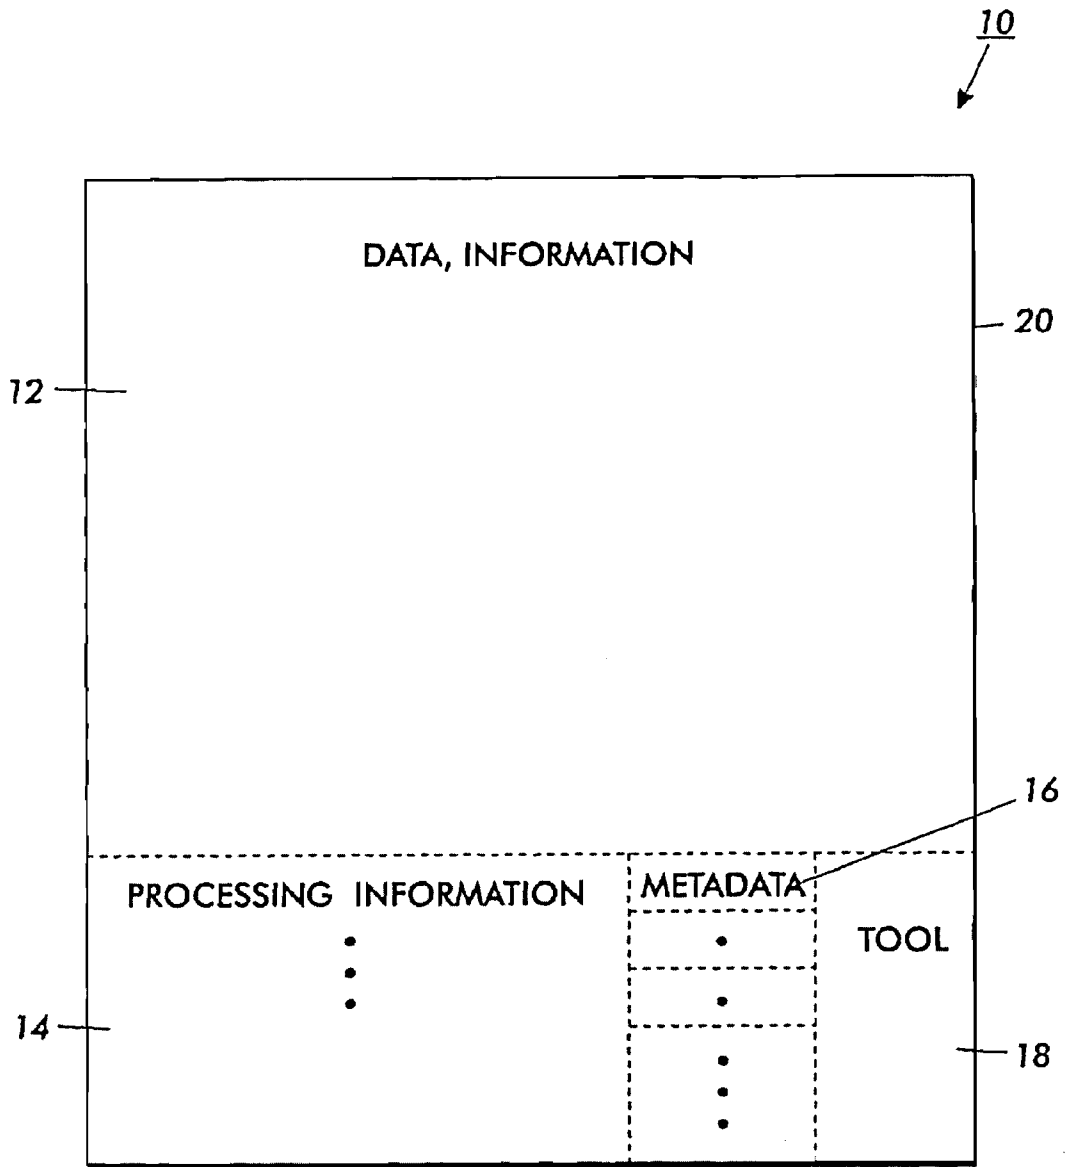 10
DATA, INFORMATION
20
12
16
PROCESSING INFORMATION
METADATA
TOOL
14
18